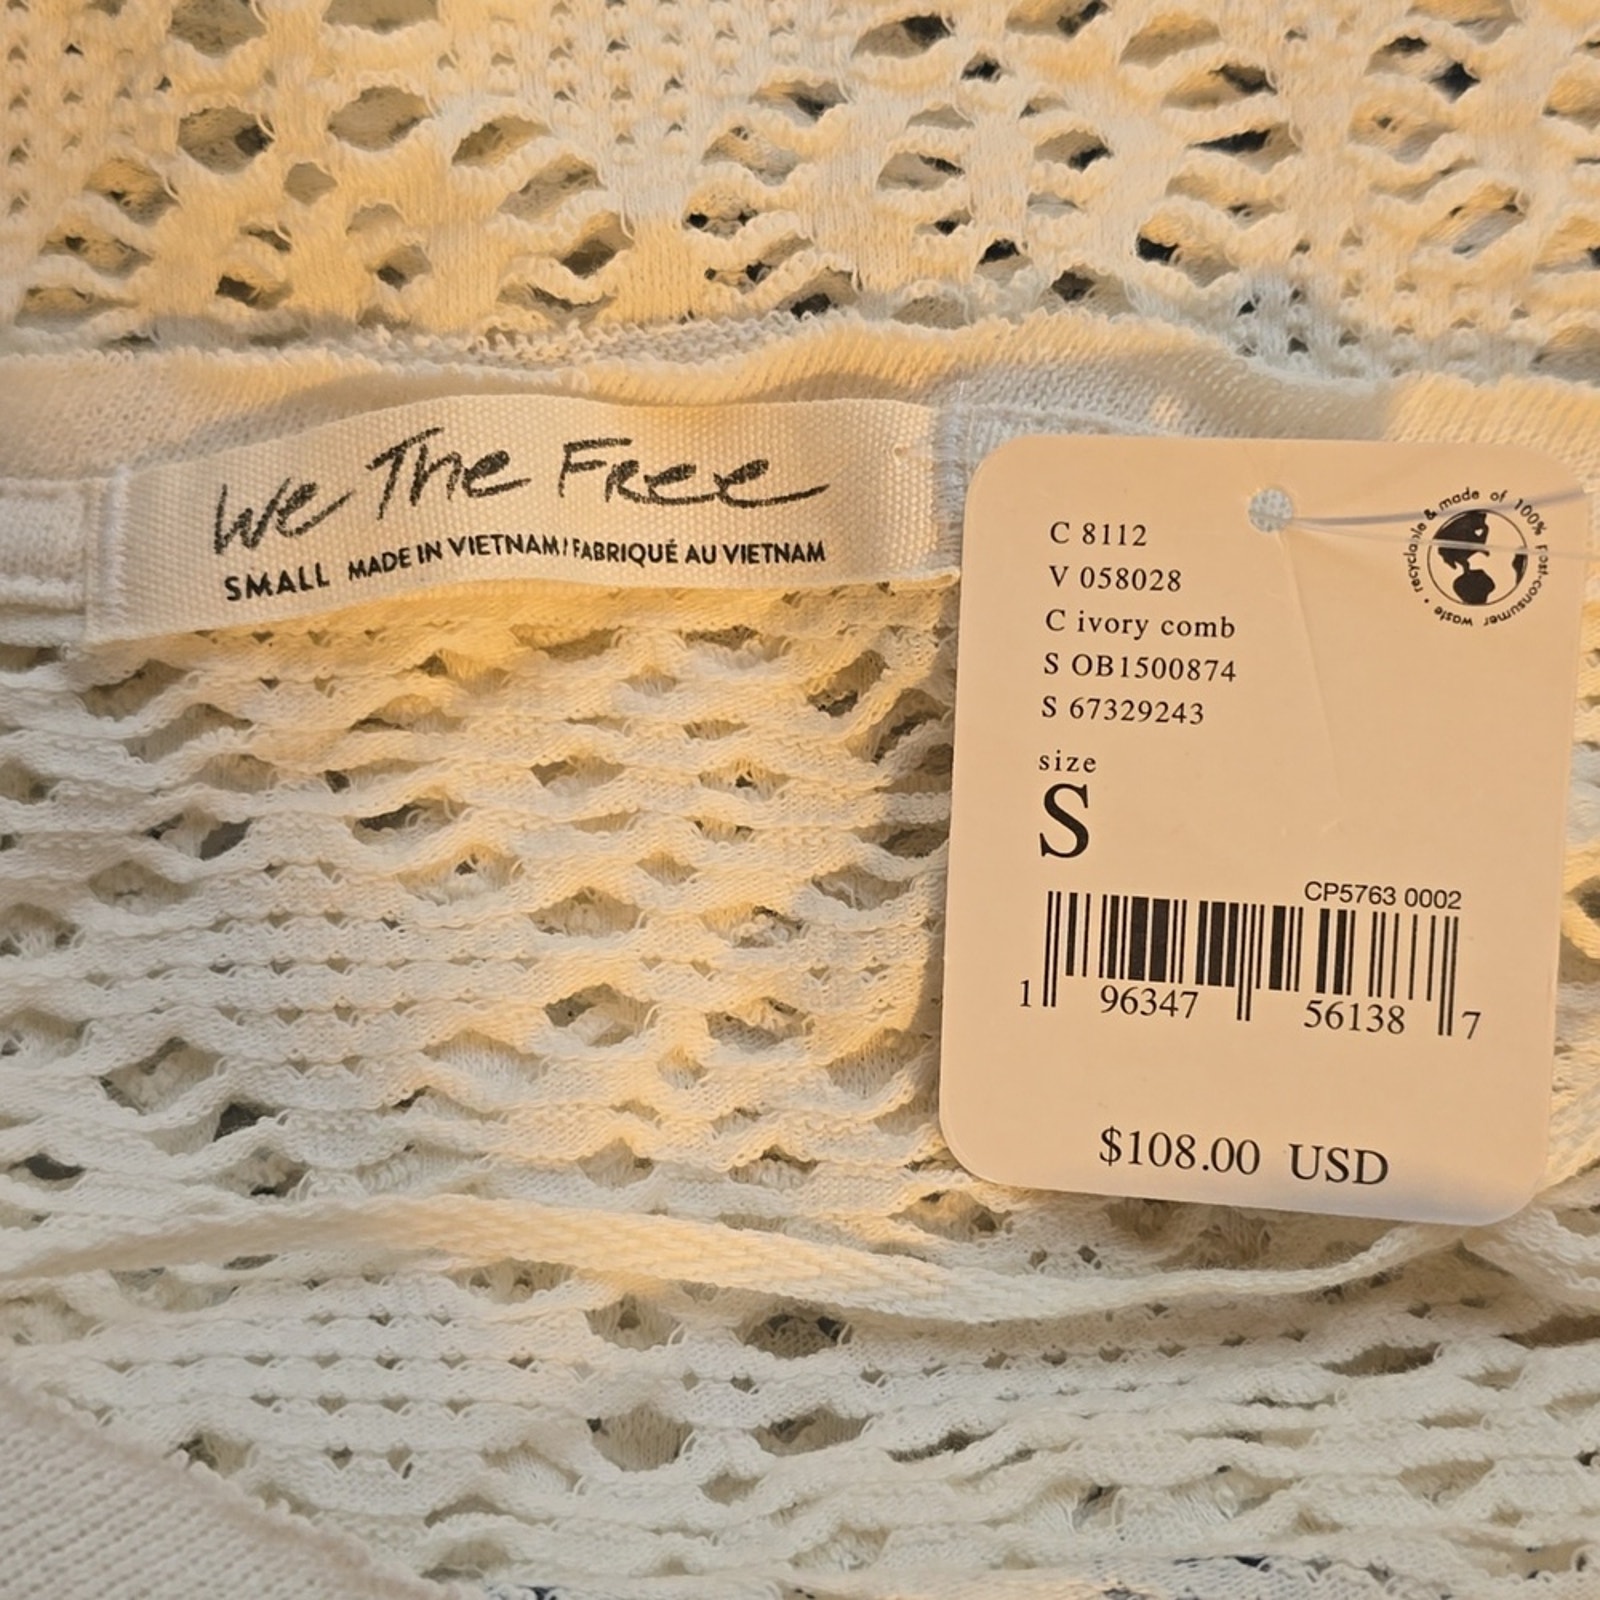 We The Free
SMALL MADE IN VIETNAM/FABRIQUÉ AU VIETNAM
C 8112
V 058028
C ivory comb
S OB1500874
S 67329243
recyclable & made of 100% post-consumer waste •
size
S
CP5763 0002
1 96347 56138 7
$108.00 USD